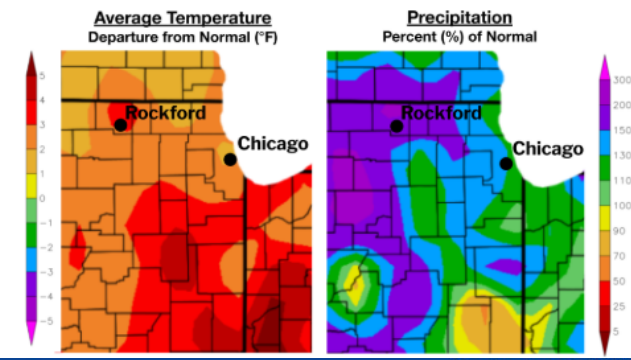 Average Temperature
Departure from Normal (°F)
Precipitation
Percent (%) of Normal
5
4
3
2
1
0
-1
-2
-3
-4
-5
Rockford
Chicago
Rockford
Chicago
300
200
150
130
110
100
90
70
50
25
5